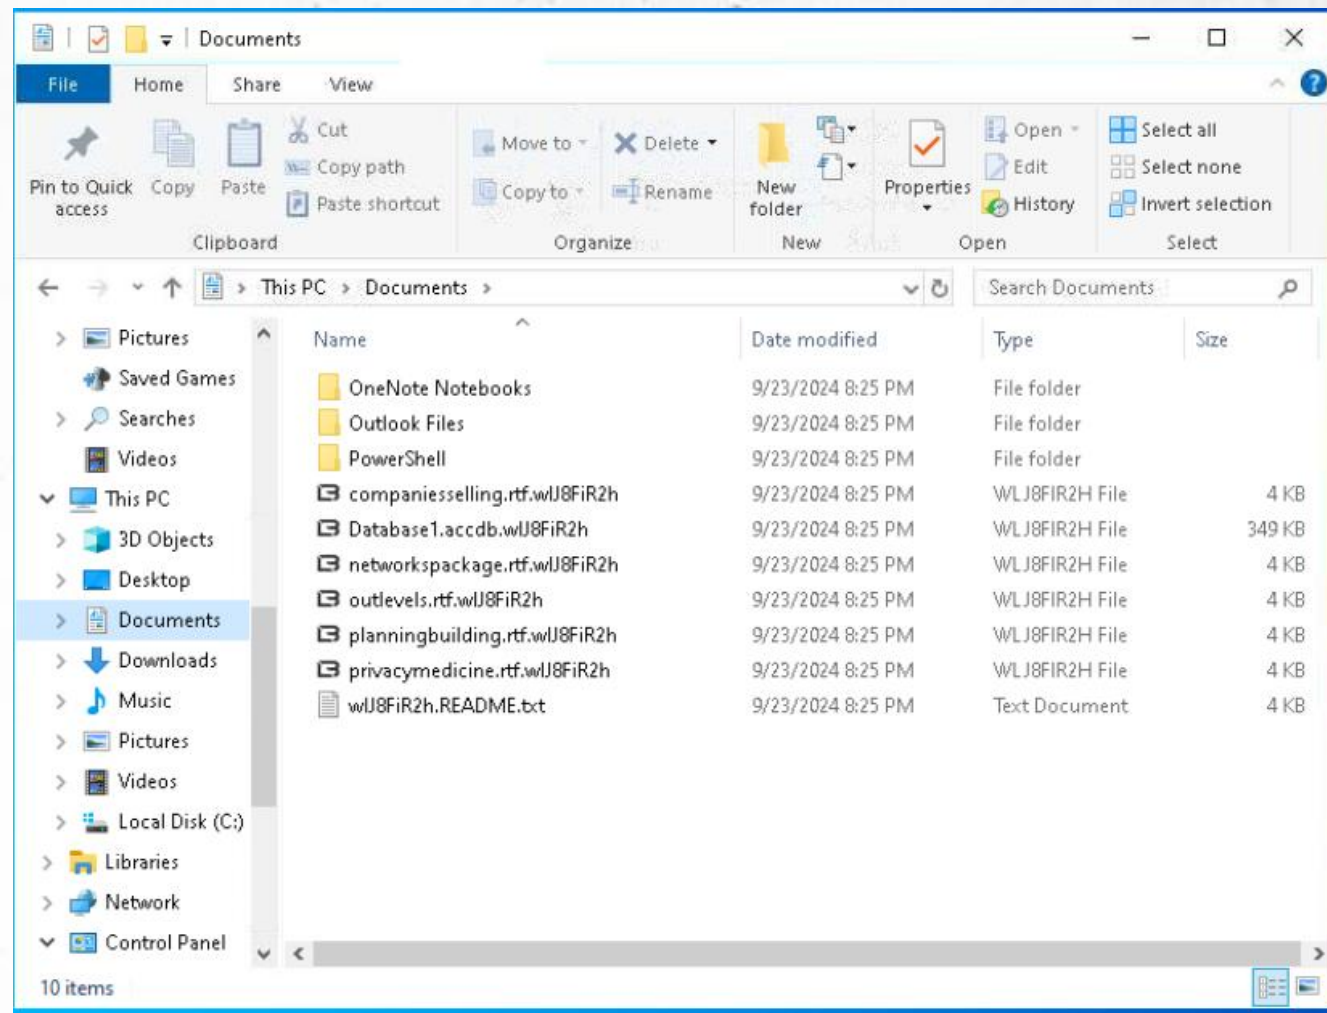 Documents
File Home Share View
Pin to Quick access
Copy
Paste
Cut
Copy path
Paste shortcut
Clipboard
Move to
Copy to
Delete
Rename
Organize
New folder
New
Properties
Open
Edit
History
Open
Select all
Select none
Invert selection
Select
This PC > Documents >
Search Documents
Pictures
Saved Games
Searches
Videos
This PC
3D Objects
Desktop
Documents
Downloads
Music
Pictures
Videos
Local Disk (C:)
Libraries
Network
Control Panel
Name Date modified Type Size
OneNote Notebooks 9/23/2024 8:25 PM File folder
Outlook Files 9/23/2024 8:25 PM File folder
PowerShell 9/23/2024 8:25 PM File folder
companiesselling.rtf.wIJ8FiR2h 9/23/2024 8:25 PM WLJ8FIR2H File 4 KB
Database1.accdb.wIJ8FiR2h 9/23/2024 8:25 PM WLJ8FIR2H File 349 KB
networkspackage.rtf.wIJ8FiR2h 9/23/2024 8:25 PM WLJ8FIR2H File 4 KB
outlevels.rtf.wIJ8FiR2h 9/23/2024 8:25 PM WLJ8FIR2H File 4 KB
planningbuilding.rtf.wIJ8FiR2h 9/23/2024 8:25 PM WLJ8FIR2H File 4 KB
privacymedicine.rtf.wIJ8FiR2h 9/23/2024 8:25 PM WLJ8FIR2H File 4 KB
wIJ8FiR2h.README.txt 9/23/2024 8:25 PM Text Document 4 KB
10 items